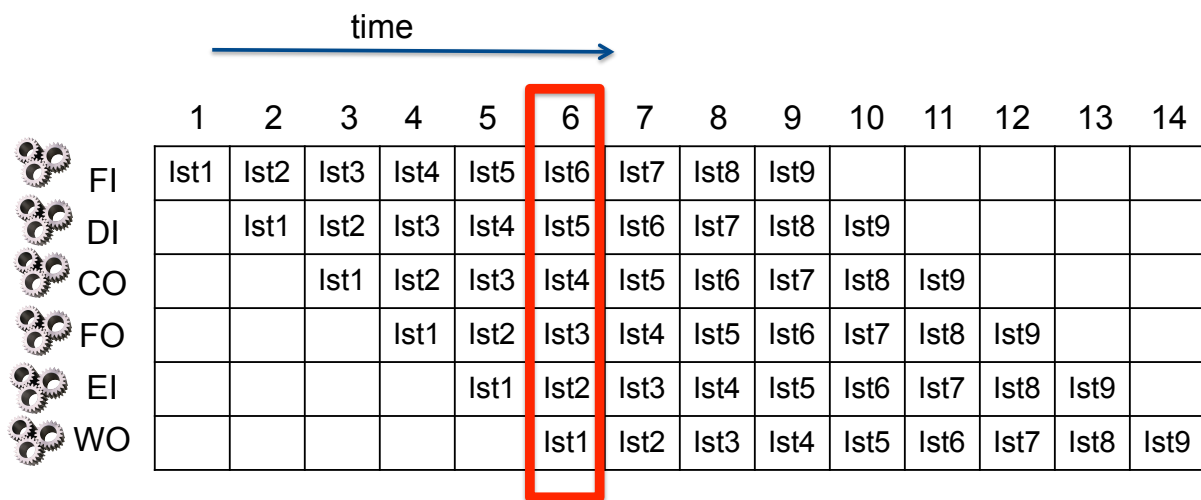 time
1 2 3 4 5 6 7 8 9 10 11 12 13 14
FI Ist1 Ist2 Ist3 Ist4 Ist5 Ist6 Ist7 Ist8 Ist9
DI Ist1 Ist2 Ist3 Ist4 Ist5 Ist6 Ist7 Ist8 Ist9
CO Ist1 Ist2 Ist3 Ist4 Ist5 Ist6 Ist7 Ist8 Ist9
FO Ist1 Ist2 Ist3 Ist4 Ist5 Ist6 Ist7 Ist8 Ist9
EI Ist1 Ist2 Ist3 Ist4 Ist5 Ist6 Ist7 Ist8 Ist9
WO Ist1 Ist2 Ist3 Ist4 Ist5 Ist6 Ist7 Ist8 Ist9